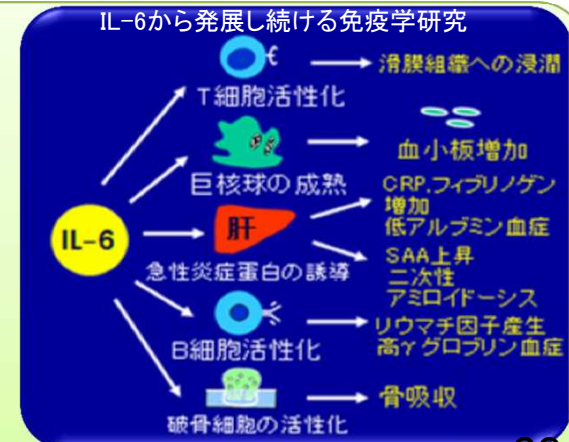 IL-6から発展し続ける免疫学研究
T細胞活性化
滑膜組織への浸潤
巨核球の成熟
血小板増加
IL-6
肝
急性炎症蛋白の誘導
CRP.フィブリノゲン
増加
低アルブミン血症
SAA上昇
二次性
アミロイドーシス
B細胞活性化
リウマチ因子産生
高γグロブリン血症
破骨細胞の活性化
骨吸収